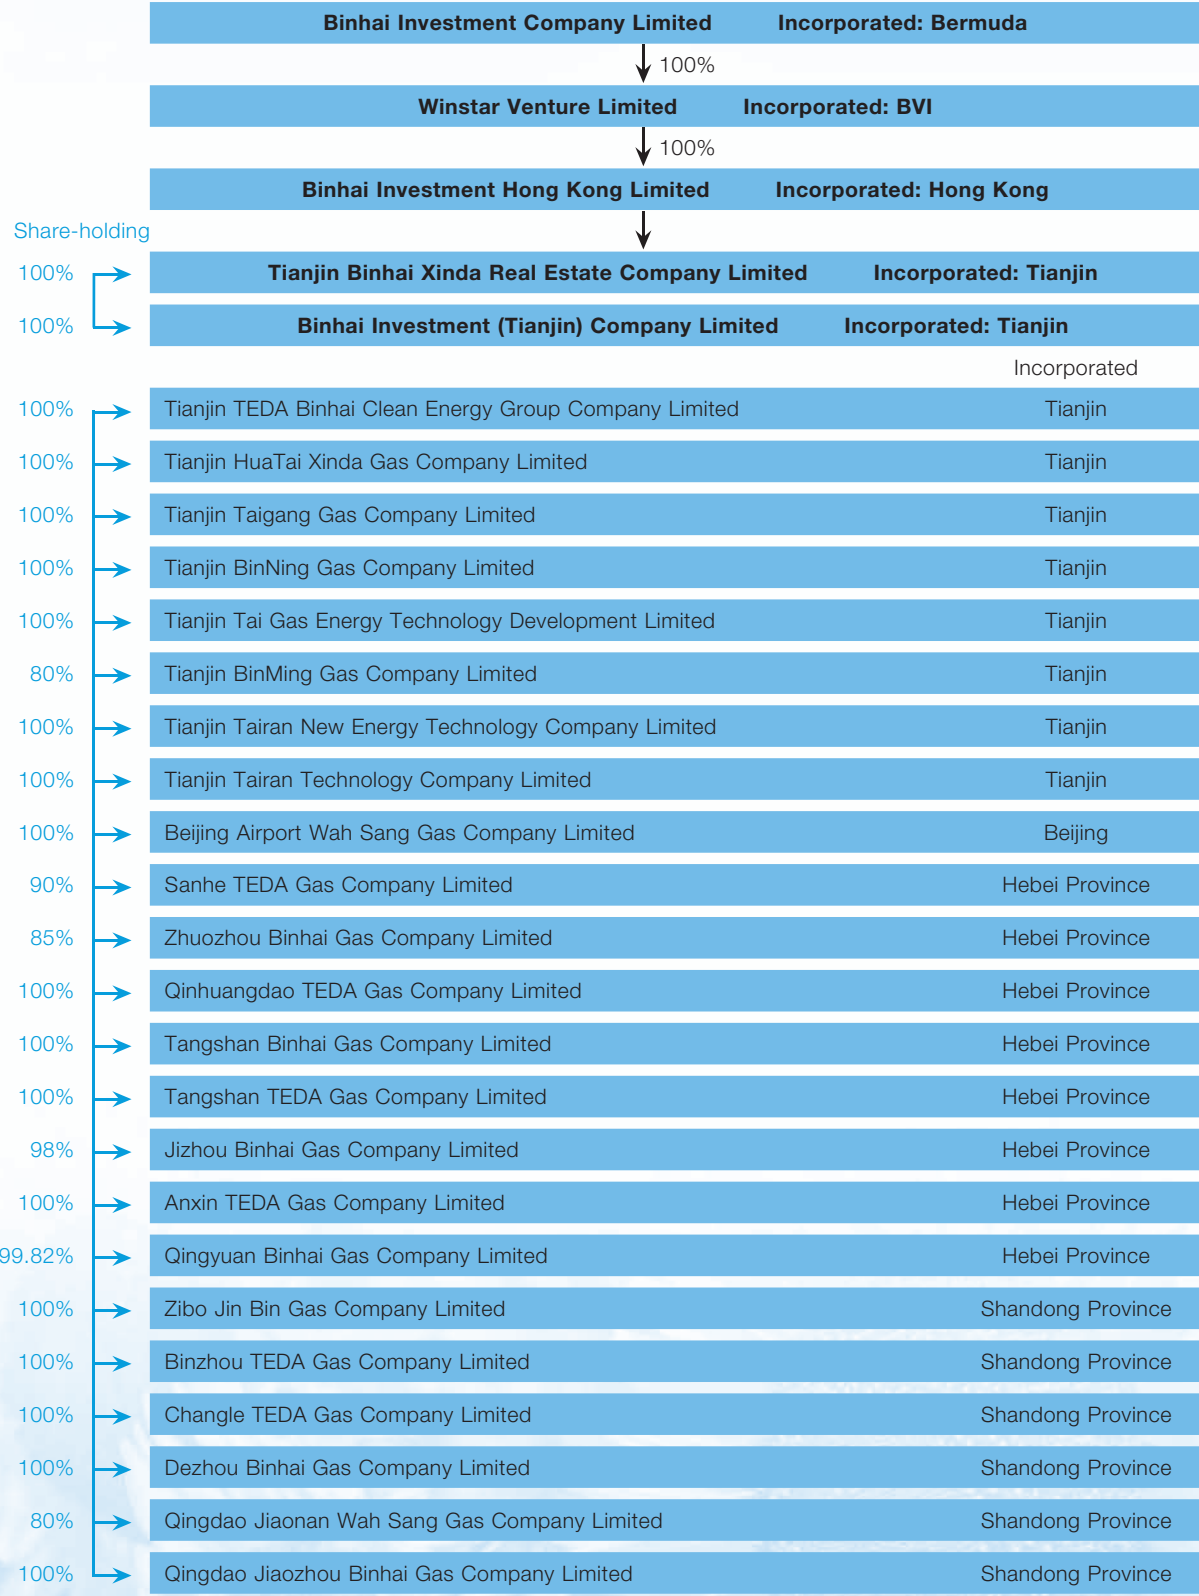 Binhai Investment Company Limited Incorporated: Bermuda
100%
Winstar Venture Limited Incorporated: BVI
100%
Binhai Investment Hong Kong Limited Incorporated: Hong Kong
Share-holding
100% Tianjin Binhai Xinda Real Estate Company Limited Incorporated: Tianjin
100% Binhai Investment (Tianjin) Company Limited Incorporated: Tianjin
Incorporated
100% Tianjin TEDA Binhai Clean Energy Group Company Limited Tianjin
100% Tianjin HuaTai Xinda Gas Company Limited Tianjin
100% Tianjin Taigang Gas Company Limited Tianjin
100% Tianjin BinNing Gas Company Limited Tianjin
100% Tianjin Tai Gas Energy Technology Development Limited Tianjin
80% Tianjin BinMing Gas Company Limited Tianjin
100% Tianjin Tairan New Energy Technology Company Limited Tianjin
100% Tianjin Tairan Technology Company Limited Tianjin
100% Beijing Airport Wah Sang Gas Company Limited Beijing
90% Sanhe TEDA Gas Company Limited Hebei Province
85% Zhuozhou Binhai Gas Company Limited Hebei Province
100% Qinhuangdao TEDA Gas Company Limited Hebei Province
100% Tangshan Binhai Gas Company Limited Hebei Province
100% Tangshan TEDA Gas Company Limited Hebei Province
98% Jizhou Binhai Gas Company Limited Hebei Province
100% Anxin TEDA Gas Company Limited Hebei Province
99.82% Qingyuan Binhai Gas Company Limited Hebei Province
100% Zibo Jin Bin Gas Company Limited Shandong Province
100% Binzhou TEDA Gas Company Limited Shandong Province
100% Changle TEDA Gas Company Limited Shandong Province
100% Dezhou Binhai Gas Company Limited Shandong Province
80% Qingdao Jiaonan Wah Sang Gas Company Limited Shandong Province
100% Qingdao Jiaozhou Binhai Gas Company Limited Shandong Province